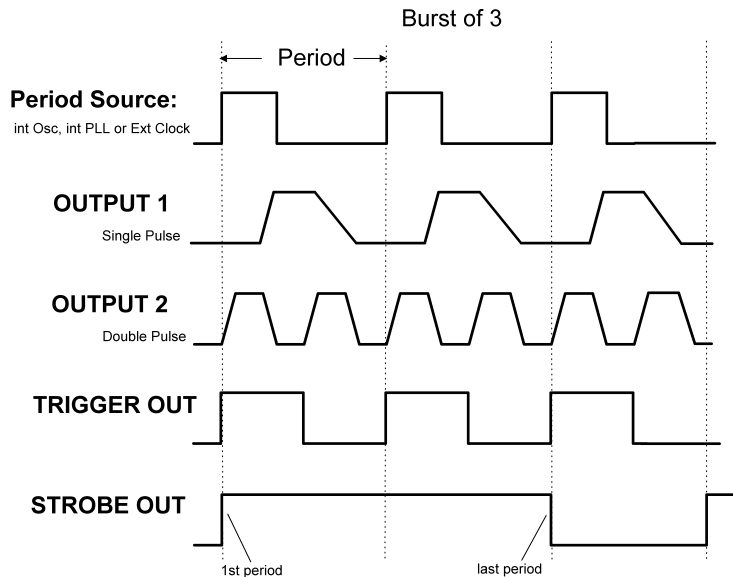 Burst of 3
Period
Period Source:
int Osc, int PLL or Ext Clock
OUTPUT 1
Single Pulse
OUTPUT 2
Double Pulse
TRIGGER OUT
STROBE OUT
1st period
last period